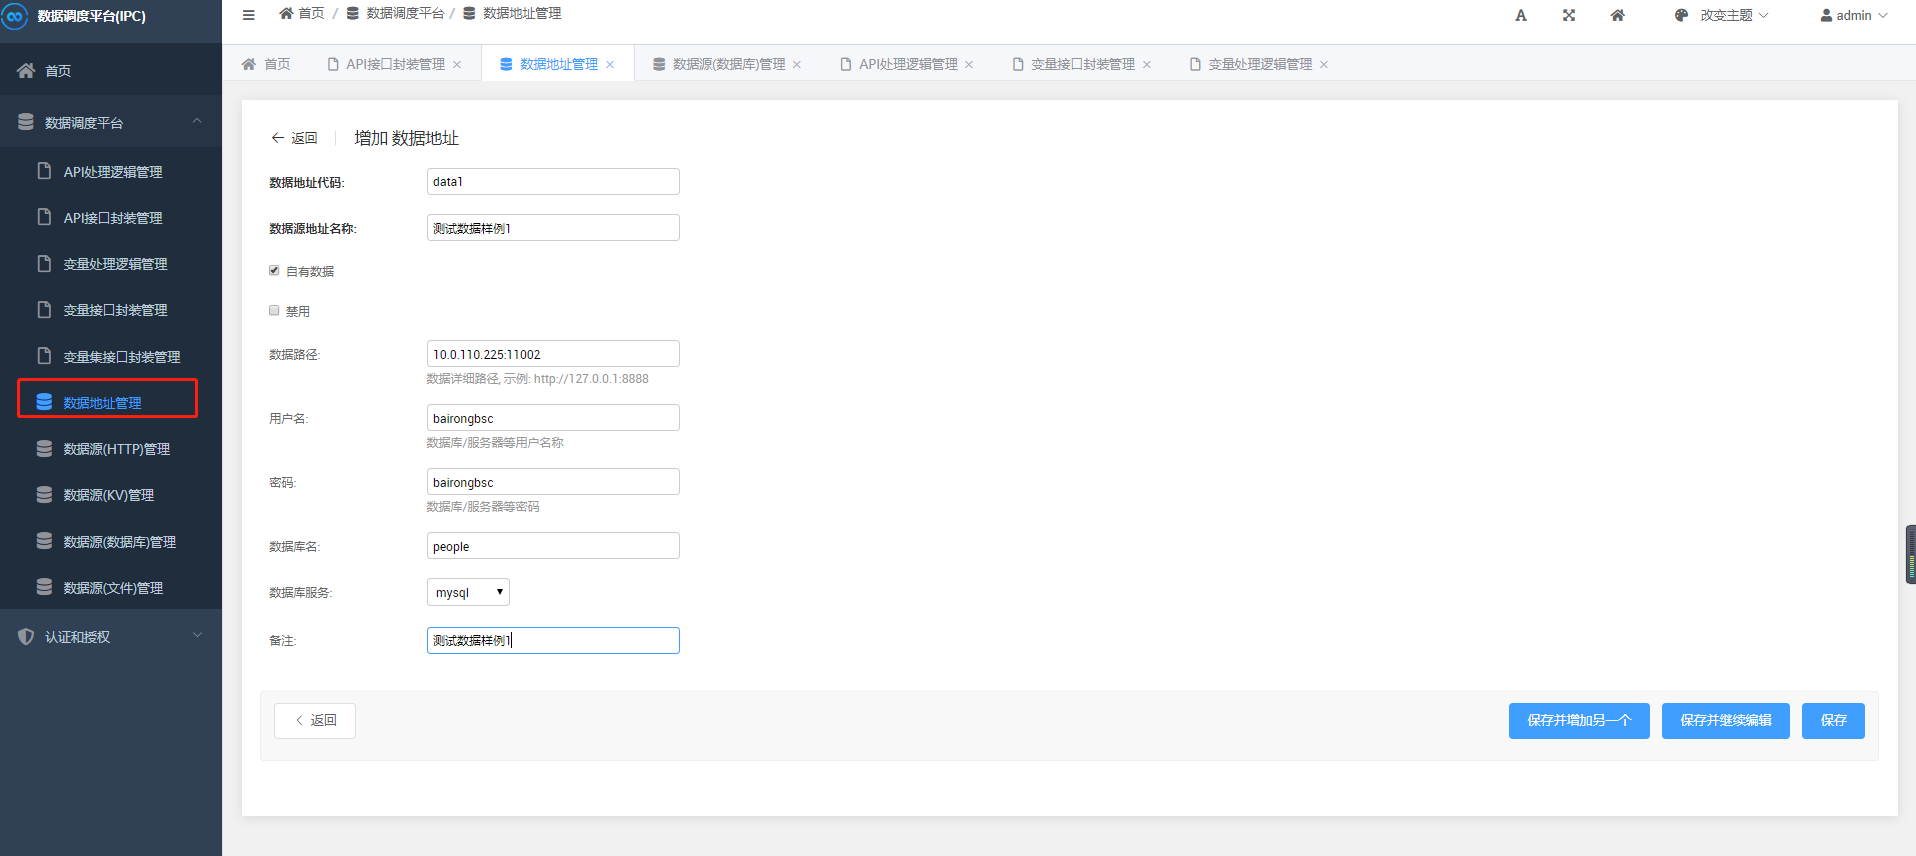 数据调度平台(IPC)
首页 / 数据调度平台 / 数据地址管理
A
改变主题
admin
首页
API接口封装管理 ×
数据地址管理 ×
数据源(数据库)管理 ×
API处理逻辑管理 ×
变量接口封装管理 ×
变量处理逻辑管理 ×
首页
数据调度平台
API处理逻辑管理
API接口封装管理
变量处理逻辑管理
变量接口封装管理
变量集接口封装管理
数据地址管理
数据源(HTTP)管理
数据源(KV)管理
数据源(数据库)管理
数据源(文件)管理
认证和授权
返回
增加 数据地址
数据地址代码: data1
数据源地址名称: 测试数据样例1
自有数据
禁用
数据路径: 10.0.110.225:11002
数据详细路径, 示例: http://127.0.0.1:8888
用户名: bairongbsc
数据库/服务器等用户名称
密码: bairongbsc
数据库/服务器等密码
数据库名: people
数据库服务: mysql
备注: 测试数据样例1
返回
保存并增加另一个
保存并继续编辑
保存